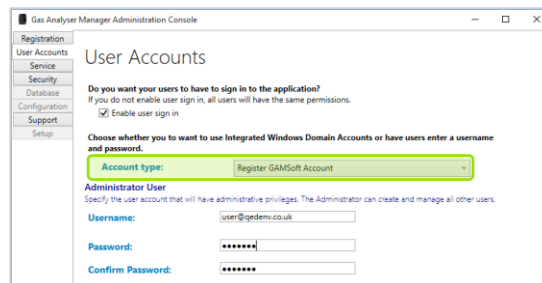 Gas Analyser Manager Administration Console
Registration
User Accounts
Service
Security
Database
Configuration
Support
Setup
User Accounts
Do you want your users to have to sign in to the application?
If you do not enable user sign in, all users will have the same permissions.
Enable user sign in
Choose whether you to want to use Integrated Windows Domain Accounts or have users enter a username
and password.
Account type: Register GAMSoft Account
Administrator User
Specify the user account that will have administrative privileges. The Administrator can create and manage all other users.
Username: user@qedenv.co.uk
Password: •••••••
Confirm Password: •••••••